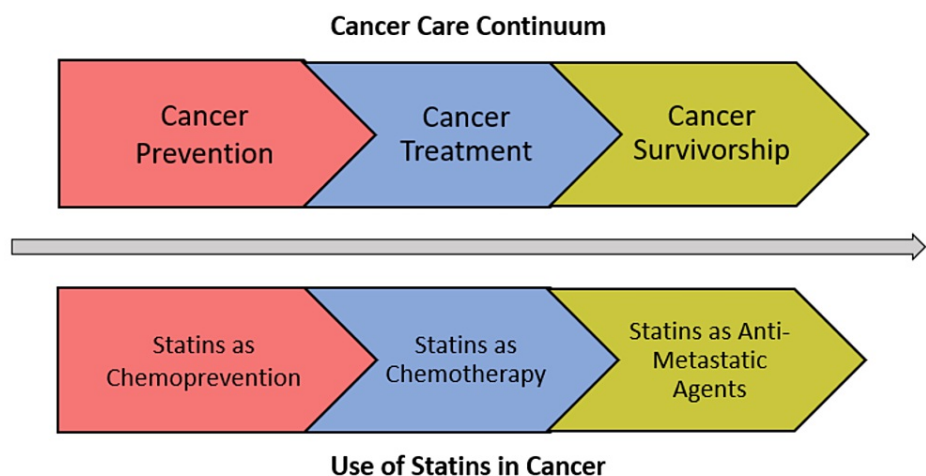 Cancer Care Continuum
Cancer
Prevention
Cancer
Treatment
Cancer
Survivorship
Statins as
Chemoprevention
Statins as
Chemotherapy
Statins as Anti-
Metastatic
Agents
Use of Statins in Cancer